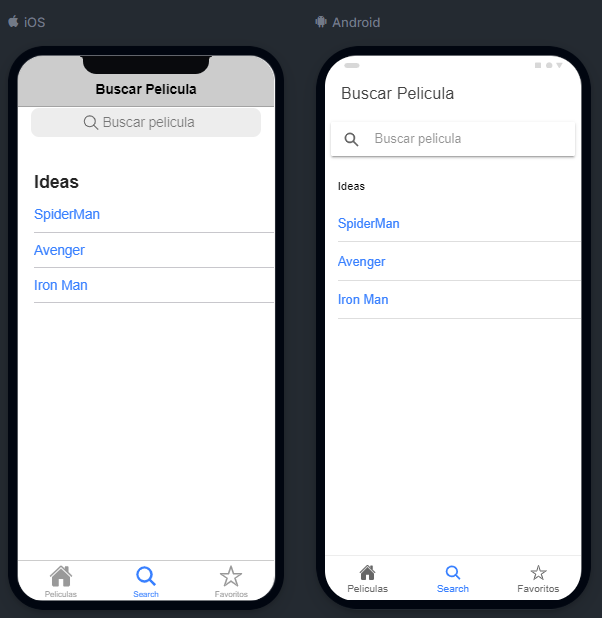 iOS
Buscar Pelicula
Buscar pelicula
Ideas
SpiderMan
Avenger
Iron Man
Peliculas
Search
Favoritos
Android
Buscar Pelicula
Buscar pelicula
Ideas
SpiderMan
Avenger
Iron Man
Peliculas
Search
Favoritos